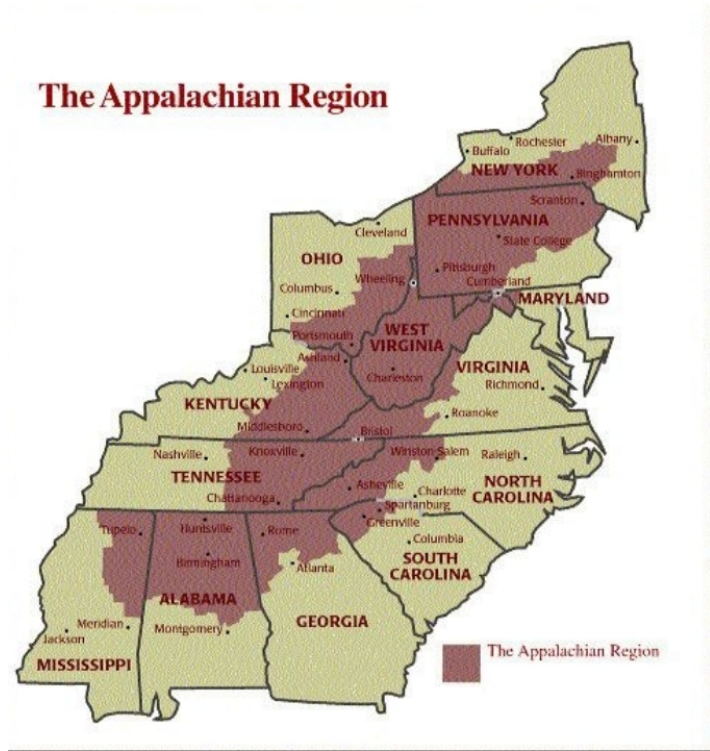 The Appalachian Region
Buffalo
Rochester
Albany
NEW YORK
Binghamton
Scranton
PENNSYLVANIA
State College
Cleveland
OHIO
Wheeling
Pittsburgh
Cumberland
Columbus
MARYLAND
Cincinnati
Portsmouth
WEST
VIRGINIA
Ashland
Louisville
Lexington
Charleston
VIRGINIA
Richmond
KENTUCKY
Roanoke
Middlesboro
Bristol
Nashville
Knoxville
Winston-Salem
Raleigh
TENNESSEE
Asheville
Charlotte
NORTH
CAROLINA
Chattanooga
Spartanburg
Greenville
Tupelo
Huntsville
Rome
Columbia
Birmingham
Atlanta
SOUTH
CAROLINA
ALABAMA
GEORGIA
Meridian
Montgomery
Jackson
MISSISSIPPI
The Appalachian Region